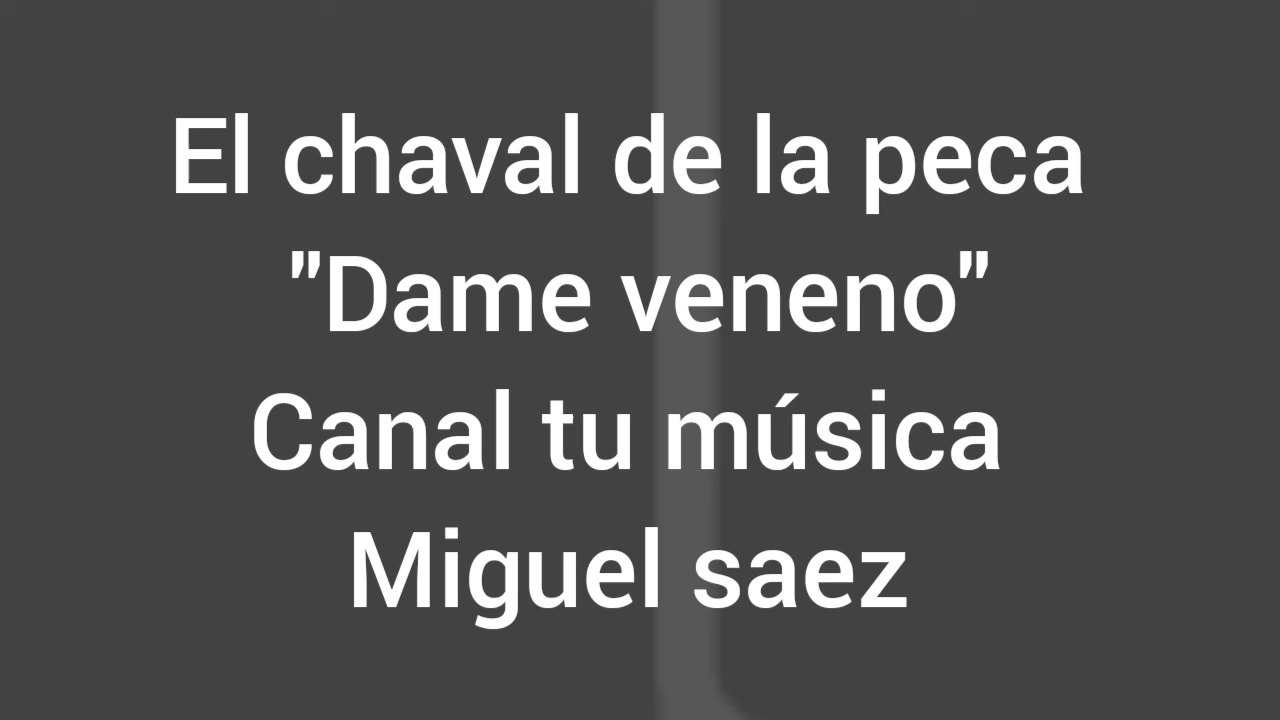 El chaval de la peca
"Dame veneno"
Canal tu música
Miguel saez